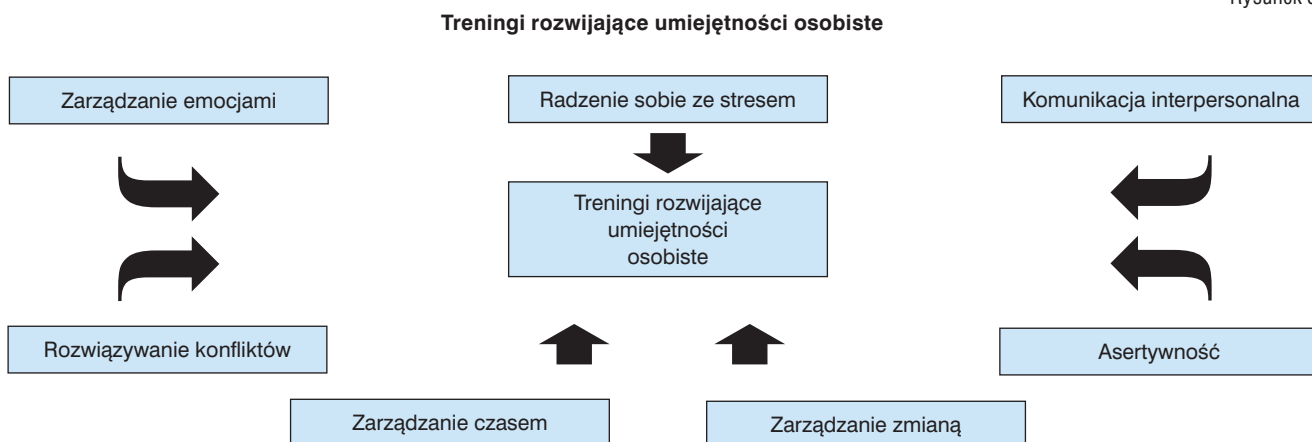 Rysunek
Treningi rozwijające umiejętności osobiste
Zarządzanie emocjami
Radzenie sobie ze stresem
Komunikacja interpersonalna
Treningi rozwijające
umiejętności
osobiste
Rozwiązywanie konfliktów
Asertywność
Zarządzanie czasem
Zarządzanie zmianą